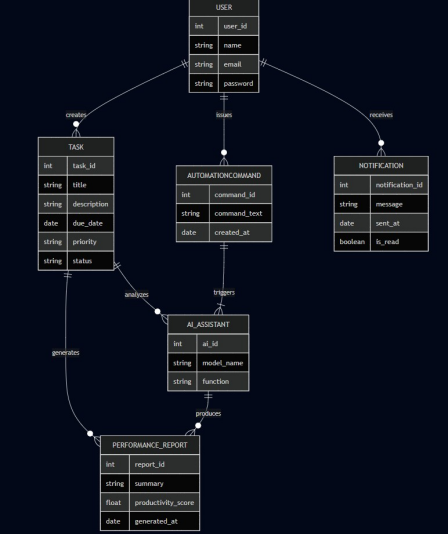 USER
int user_id
string name
string email
string password
creates
issues
receives
TASK
int task_id
string title
string description
date due_date
string priority
string status
AUTOMATIONCOMMAND
int command_id
string command_text
date created_at
NOTIFICATION
int notification_id
string message
date sent_at
boolean is_read
analyzes
triggers
AI_ASSISTANT
int ai_id
string model_name
string function
generates
produces
PERFORMANCE_REPORT
int report_id
string summary
float productivity_score
date generated_at